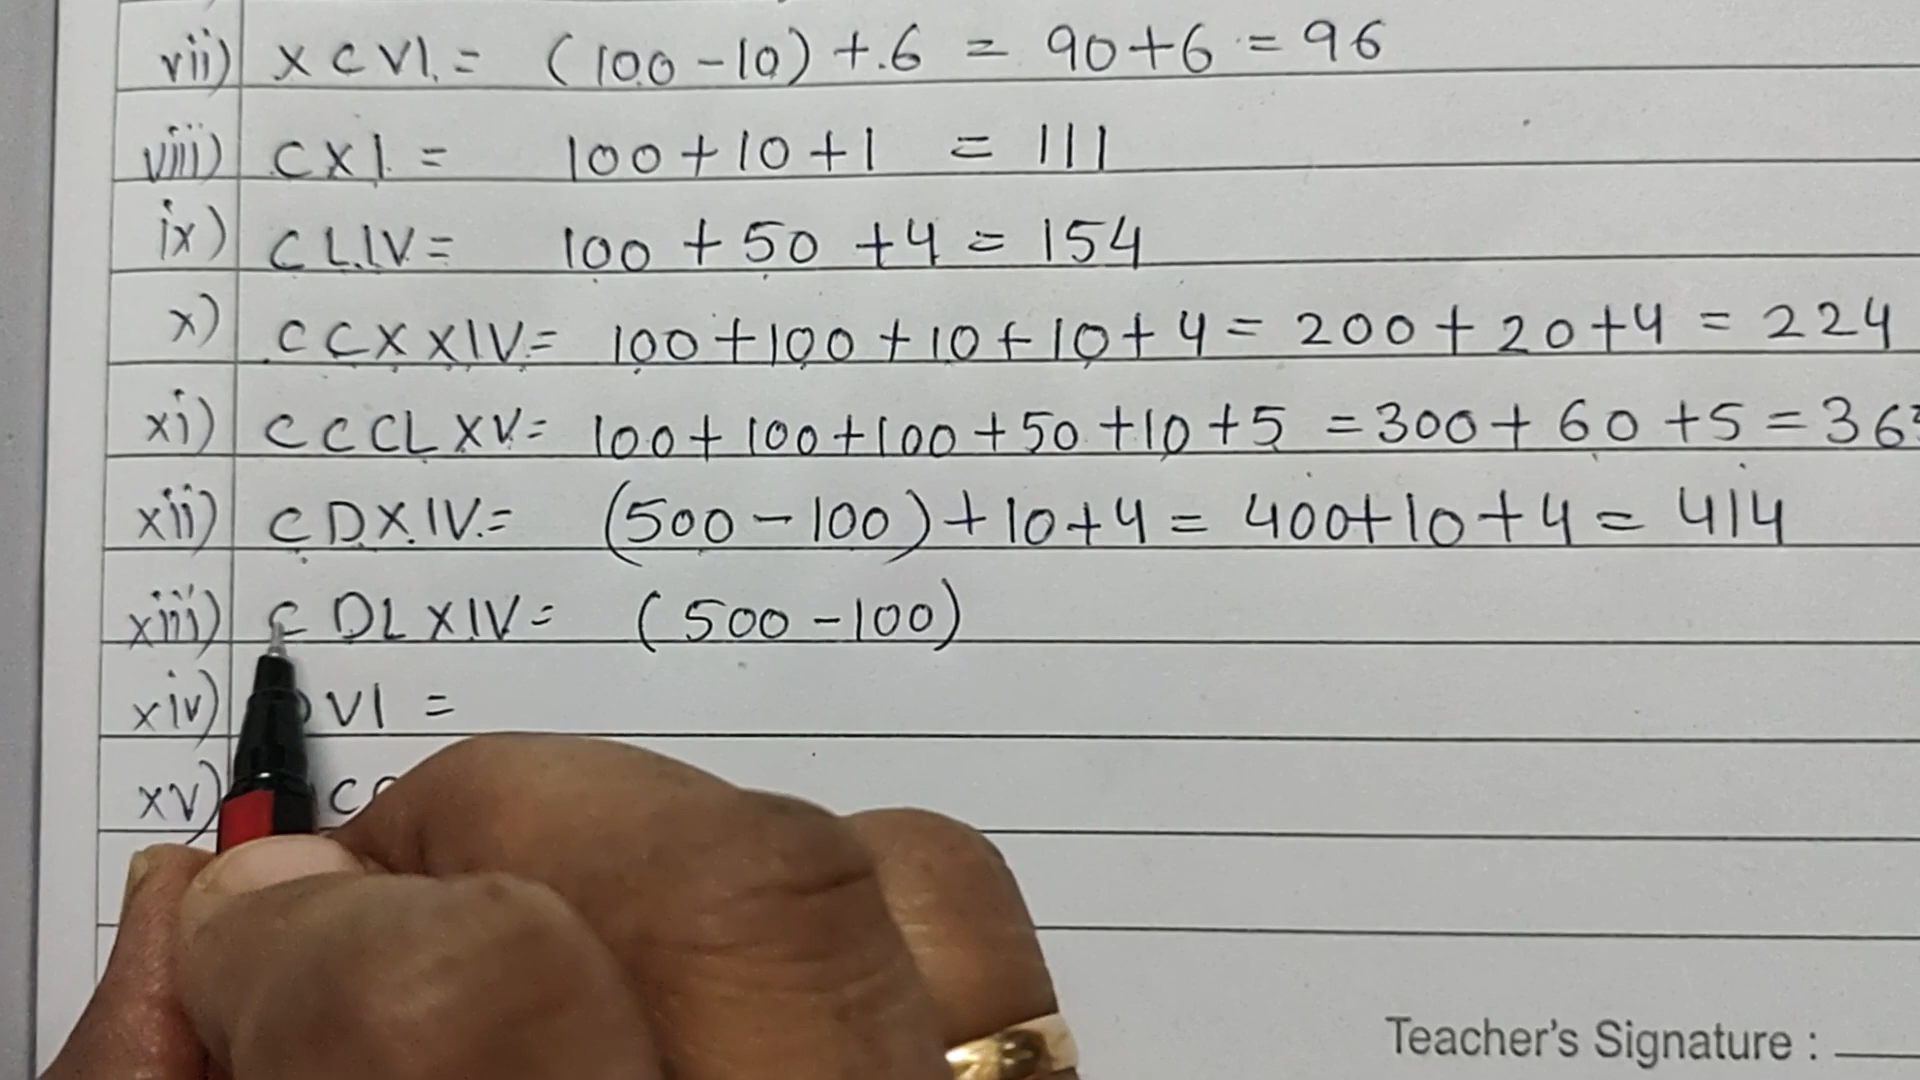 vii) XCVI = (100-10)+6 = 90+6 = 96
viii) CXI = 100+10+1 = 111
ix) CLIV = 100+50+4 = 154
x) CCXXIV = 100+100+10+10+4 = 200+20+4 = 224
xi) CCCLXV = 100+100+100+50+10+5 = 300+60+5 = 365
xii) CDXIV = (500-100)+10+4 = 400+10+4 = 414
xiii) CDLXIV = (500-100)
xiv) DVI =
xv)
Teacher's Signature :